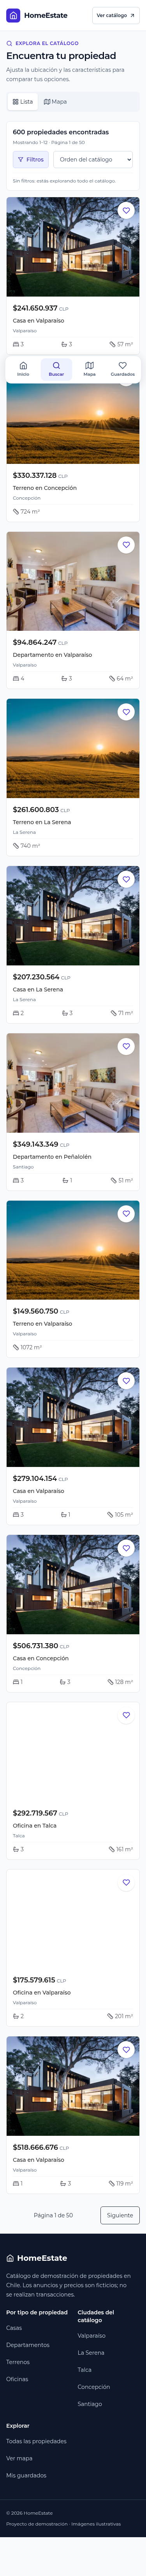 HomeEstate
Ver catálogo
EXPLORA EL CATÁLOGO
Encuentra tu propiedad
Ajusta la ubicación y las características para
comparar tus opciones.
Lista
Mapa
600 propiedades encontradas
Mostrando 1–12 · Página 1 de 50
Filtros
Orden del catálogo
Sin filtros: estás explorando todo el catálogo.
$241.650.937 CLP
Casa en Valparaíso
Valparaíso
3 3 57 m²
Inicio Buscar Mapa Guardados
$330.337.128 CLP
Terreno en Concepción
Concepción
724 m²
$94.864.247 CLP
Departamento en Valparaíso
Valparaíso
4 3 64 m²
$261.600.803 CLP
Terreno en La Serena
La Serena
740 m²
$207.230.564 CLP
Casa en La Serena
La Serena
2 3 71 m²
$349.143.349 CLP
Departamento en Peñalolén
Santiago
3 1 51 m²
$149.560.750 CLP
Terreno en Valparaíso
Valparaíso
1072 m²
$279.104.154 CLP
Casa en Valparaíso
Valparaíso
3 1 105 m²
$506.731.380 CLP
Casa en Concepción
Concepción
1 3 128 m²
$292.719.567 CLP
Oficina en Talca
Talca
3 161 m²
$175.579.615 CLP
Oficina en Valparaíso
Valparaíso
2 201 m²
$518.666.676 CLP
Casa en Valparaíso
Valparaíso
1 3 119 m²
Página 1 de 50
Siguiente
HomeEstate
Catálogo de demostración de propiedades en
Chile. Los anuncios y precios son ficticios; no
se realizan transacciones.
Por tipo de propiedad
Casas
Departamentos
Terrenos
Oficinas
Ciudades del
catálogo
Valparaíso
La Serena
Talca
Concepción
Santiago
Explorar
Todas las propiedades
Ver mapa
Mis guardados
© 2026 HomeEstate
Proyecto de demostración · Imágenes ilustrativas